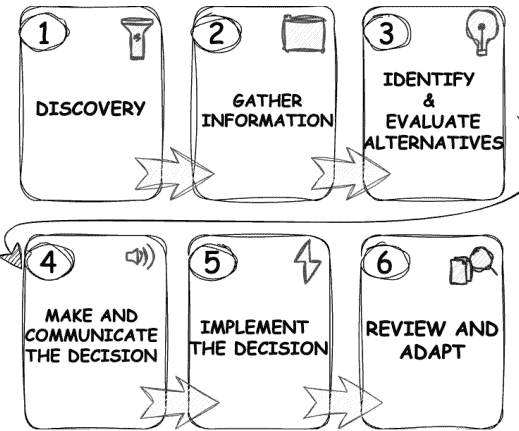 1
DISCOVERY
2
GATHER
INFORMATION
3
IDENTIFY
&
EVALUATE
ALTERNATIVES
4
MAKE AND
COMMUNICATE
THE DECISION
5
IMPLEMENT
THE DECISION
6
REVIEW AND
ADAPT